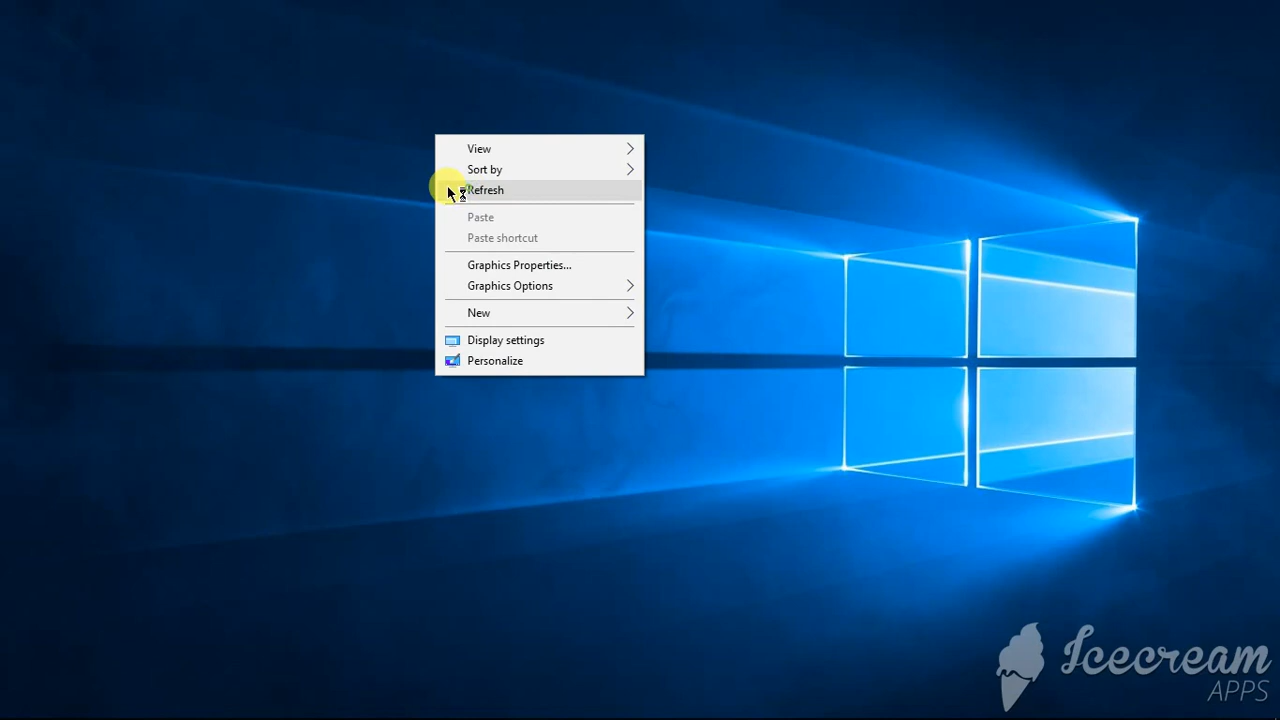 View
Sort by
Refresh
Paste
Paste shortcut
Graphics Properties...
Graphics Options
New
Display settings
Personalize
Icecream
APPS